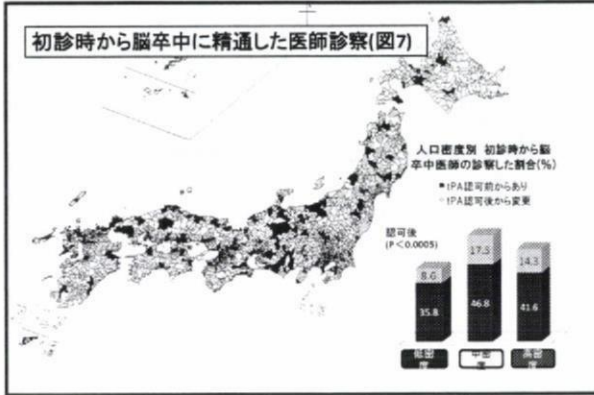 初診時から脳卒中に精通した医師診察(図7)
人口密度別 初診時から脳
卒中医師の診察した割合(%)
■ tPA認可前からあり
tPA認可後から変更
認可後
(P<0.0005)
8.6
17.3
14.3
35.8
46.8
41.6
低密
度
中密
度
高密
度